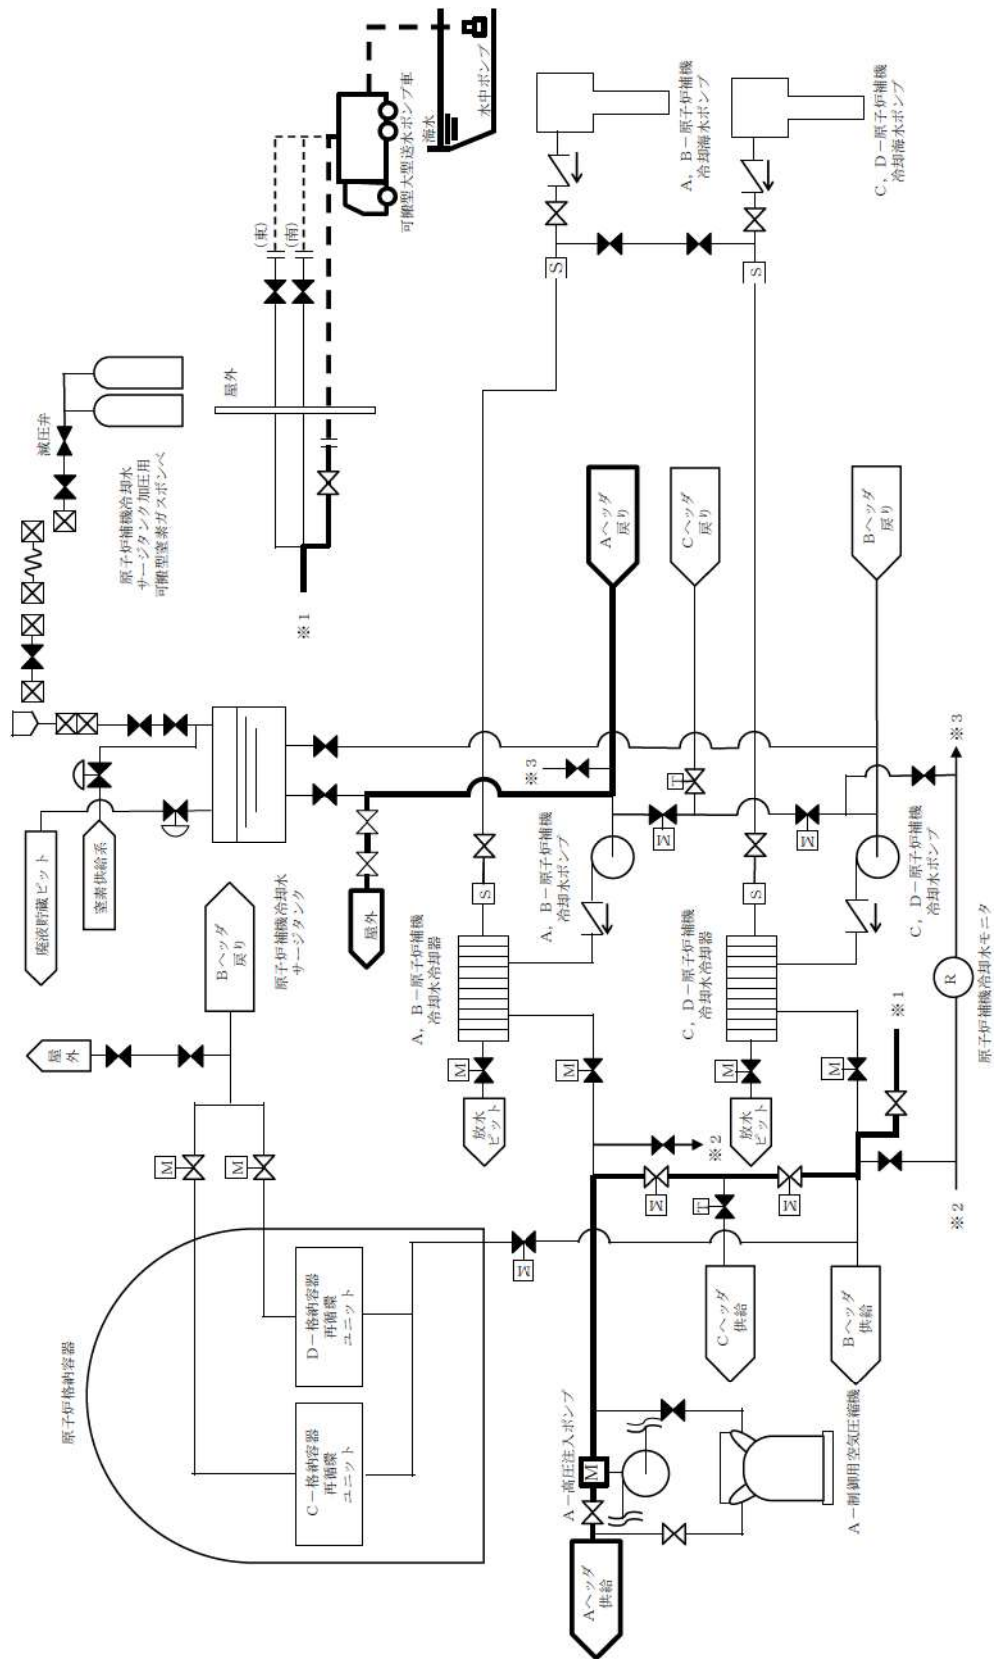 原子炉格納容器
C－格納容器
再循環
ユニット
D－格納容器
再循環
ユニット
M
M
M
屋
外
Bヘッダ
戻り
廃液貯蔵ピット
窒素供給系
原子炉補機冷却水
サージタンク
原子炉補機冷却水
サージタンク加圧用
可搬型窒素ガスボンベ
減圧弁
屋外
(東)
(南)
※1
可搬型大型送水ポンプ車
海水
水中ポンプ
屋外
※3
放水
ピット
M
A, B－原子炉補機
冷却水冷却器
S
S
A, B－原子炉補機
冷却海水ポンプ
M
A, B－原子炉補機
冷却水ポンプ
Aヘッダ
戻り
M
T
Cヘッダ
戻り
M
放水
ピット
M
C, D－原子炉補機
冷却水冷却器
S
S
C, D－原子炉補機
冷却海水ポンプ
M
C, D－原子炉補機
冷却水ポンプ
Bヘッダ
戻り
Aヘッダ
供給
A－高圧注入ポンプ
M
※2
M
T
M
Cヘッダ
供給
Bヘッダ
供給
A－制御用空気圧縮機
※1
※2
R
※3
原子炉補機冷却水モニタ